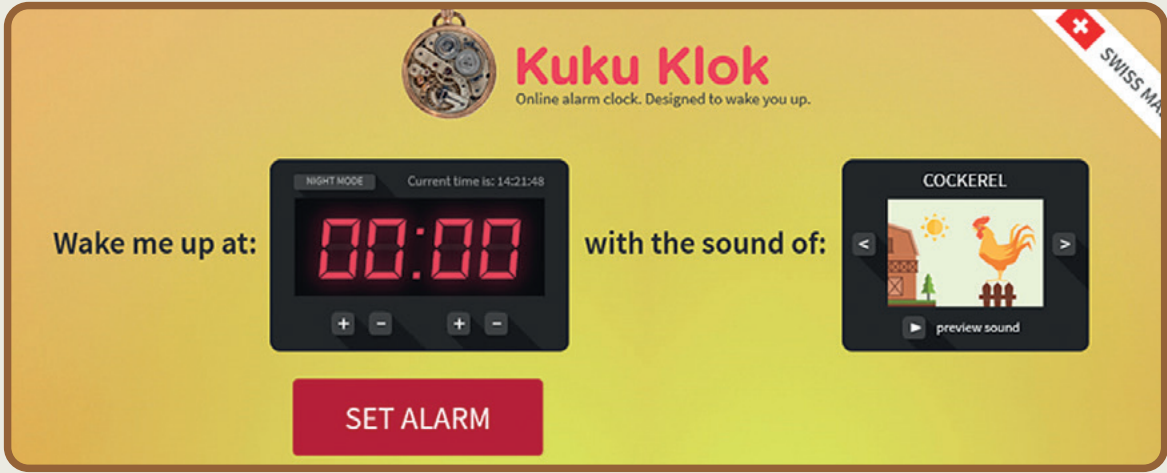 Kuku Klok
Online alarm clock. Designed to wake you up.
SWISS
NIGHT MODE
Current time is: 14:21:48
Wake me up at:
00:00
+ - + -
with the sound of:
COCKEREL
< >
preview sound
SET ALARM